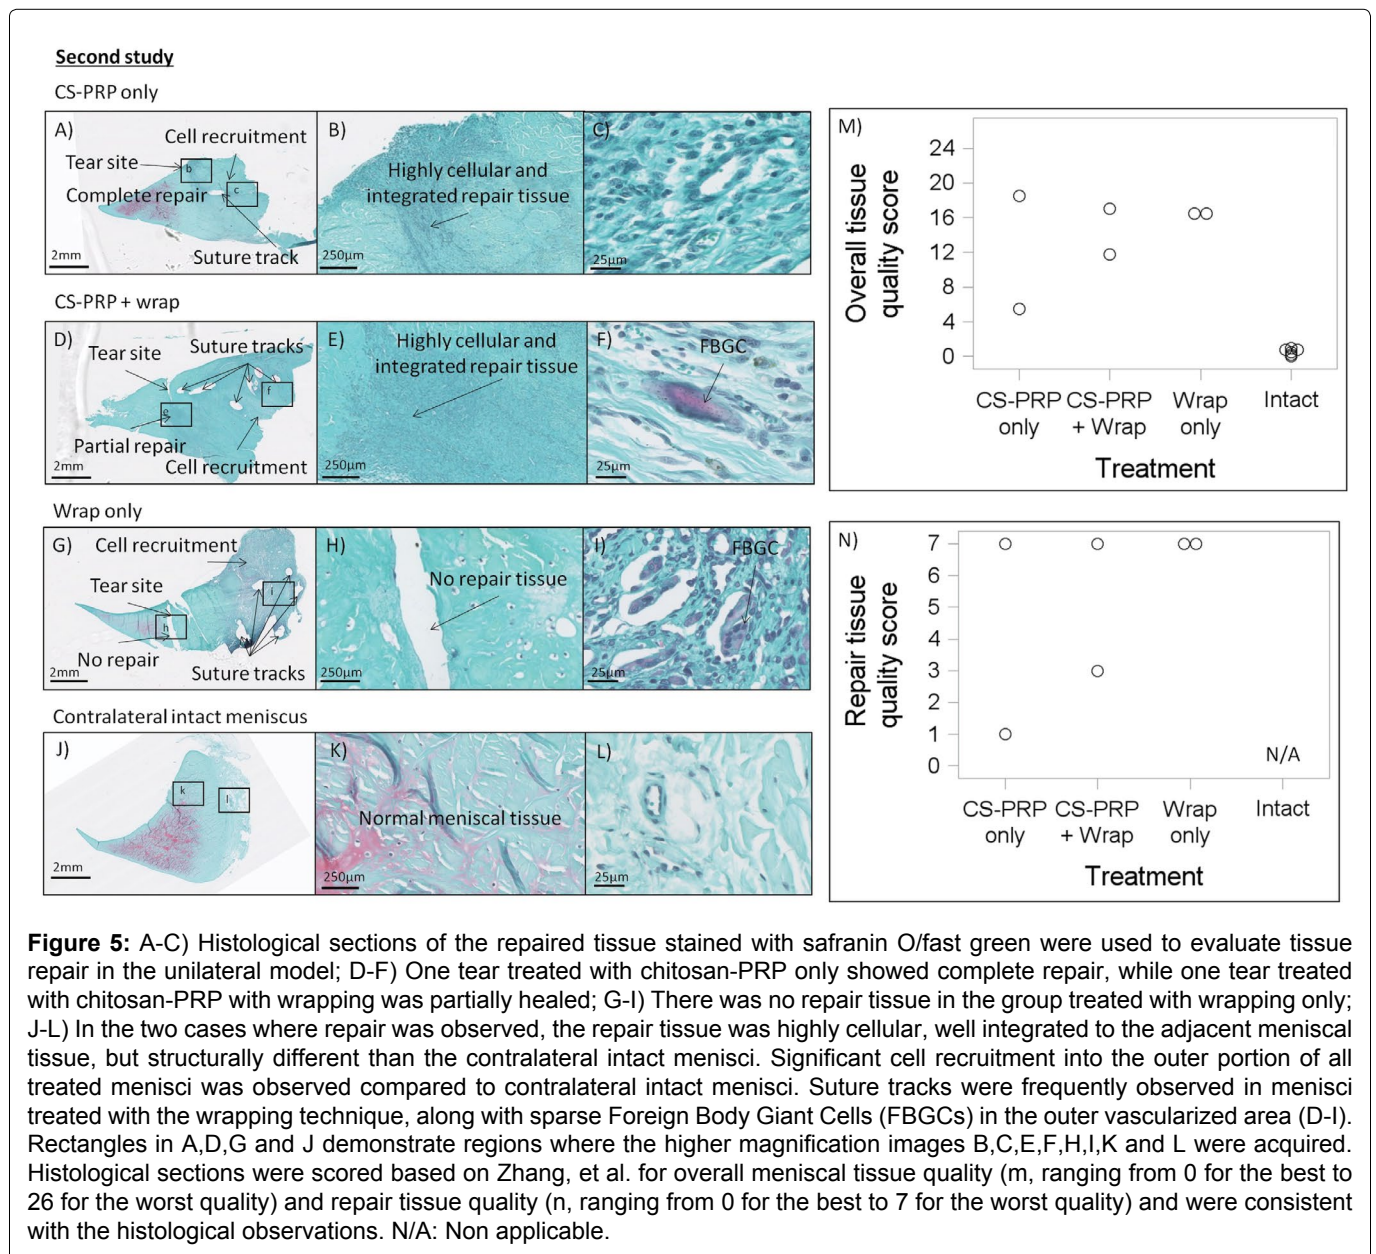 Second study
CS-PRP only
A)
Cell recruitment
Tear site
b
Complete repair
c
Suture track
2mm
B)
Highly cellular and
integrated repair tissue
250µm
C)
25µm
CS-PRP + wrap
D)
Tear site
Suture tracks
f
e
Partial repair
Cell recruitment
2mm
E)
Highly cellular and
integrated repair tissue
250µm
F)
FBGC
25µm
Wrap only
G)
Cell recruitment
Tear site
i
h
No repair
Suture tracks
2mm
H)
No repair tissue
250µm
I)
FBGC
25µm
Contralateral intact meniscus
J)
k
l
2mm
K)
Normal meniscal tissue
250µm
L)
25µm
M)
Overall tissue
quality score
24
20
16
12
8
4
0
CS-PRP only
CS-PRP + Wrap
Wrap only
Intact
Treatment
N)
Repair tissue
quality score
7
6
5
4
3
2
1
0
N/A
CS-PRP only
CS-PRP + Wrap
Wrap only
Intact
Treatment
Figure 5: A-C) Histological sections of the repaired tissue stained with safranin O/fast green were used to evaluate tissue
repair in the unilateral model; D-F) One tear treated with chitosan-PRP only showed complete repair, while one tear treated
with chitosan-PRP with wrapping was partially healed; G-I) There was no repair tissue in the group treated with wrapping only;
J-L) In the two cases where repair was observed, the repair tissue was highly cellular, well integrated to the adjacent meniscal
tissue, but structurally different than the contralateral intact menisci. Significant cell recruitment into the outer portion of all
treated menisci was observed compared to contralateral intact menisci. Suture tracks were frequently observed in menisci
treated with the wrapping technique, along with sparse Foreign Body Giant Cells (FBGCs) in the outer vascularized area (D-I).
Rectangles in A,D,G and J demonstrate regions where the higher magnification images B,C,E,F,H,I,K and L were acquired.
Histological sections were scored based on Zhang, et al. for overall meniscal tissue quality (m, ranging from 0 for the best to
26 for the worst quality) and repair tissue quality (n, ranging from 0 for the best to 7 for the worst quality) and were consistent
with the histological observations. N/A: Non applicable.